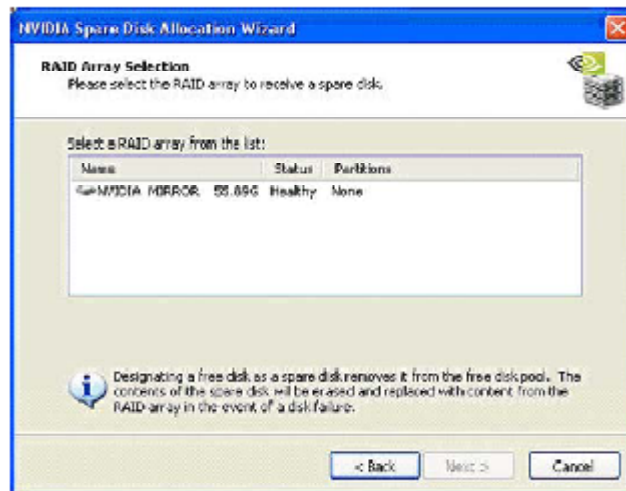 NVIDIA Spare Disk Allocation Wizard
RAID Array Selection
Please select the RAID array to receive a spare disk.
Select a RAID array from the list:
Name Status Partitions
NVIDIA MIRROR 55.89G Healthy None
Designating a free disk as a spare disk removes it from the free disk pool. The
contents of the spare disk will be erased and replaced with content from the
RAID array in the event of a disk failure.
< Back Next > Cancel